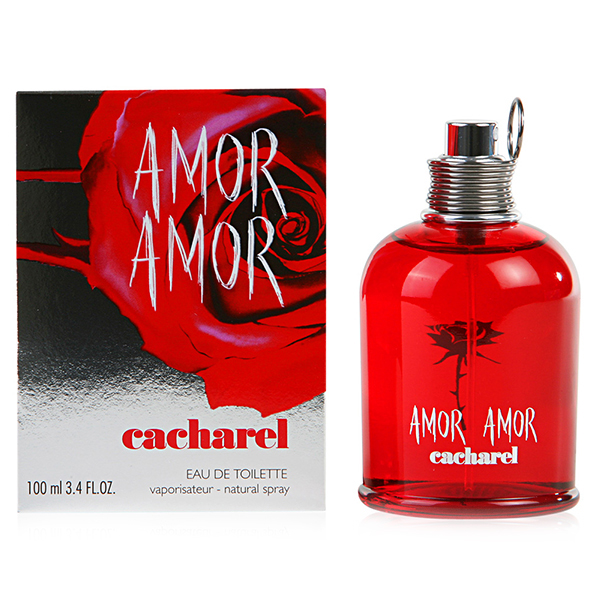 AMOR
AMOR
cacharel
EAU DE TOILETTE
100 ml 3.4 FL.OZ.
vaporisateur - natural spray
AMOR AMOR
cacharel